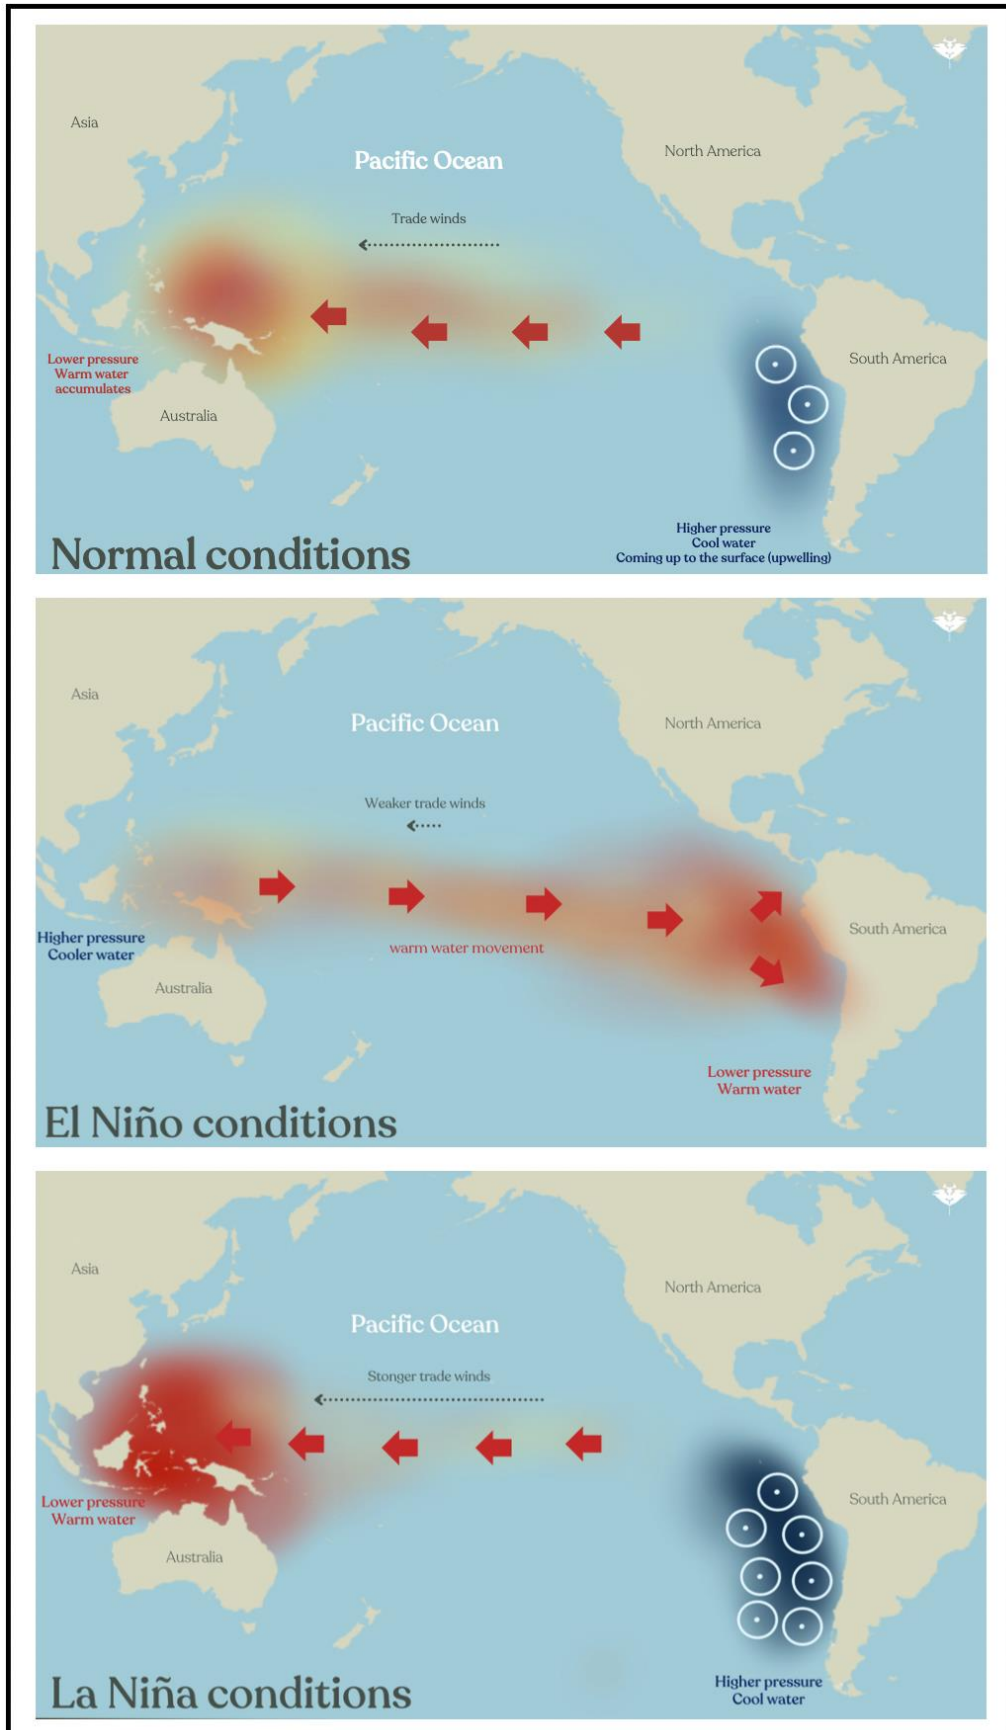 Asia
Pacific Ocean
North America
Trade winds
Lower pressure
Warm water
accumulates
South America
Australia
Higher pressure
Cool water
Coming up to the surface (upwelling)
Normal conditions
Asia
Pacific Ocean
North America
Weaker trade winds
Higher pressure
Cooler water
warm water movement
South America
Australia
Lower pressure
Warm water
El Niño conditions
Asia
North America
Pacific Ocean
Stonger trade winds
Lower pressure
Warm water
South America
Australia
Higher pressure
Cool water
La Niña conditions